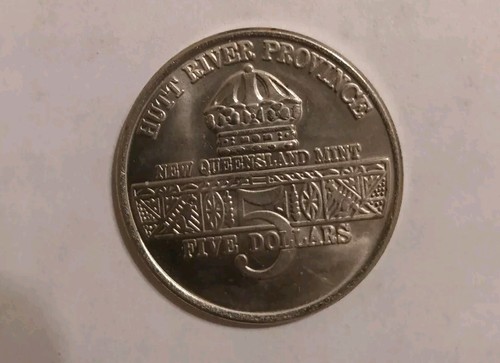 HUTT RIVER PROVINCE
NEW QUEENSLAND MINT
5
FIVE DOLLARS